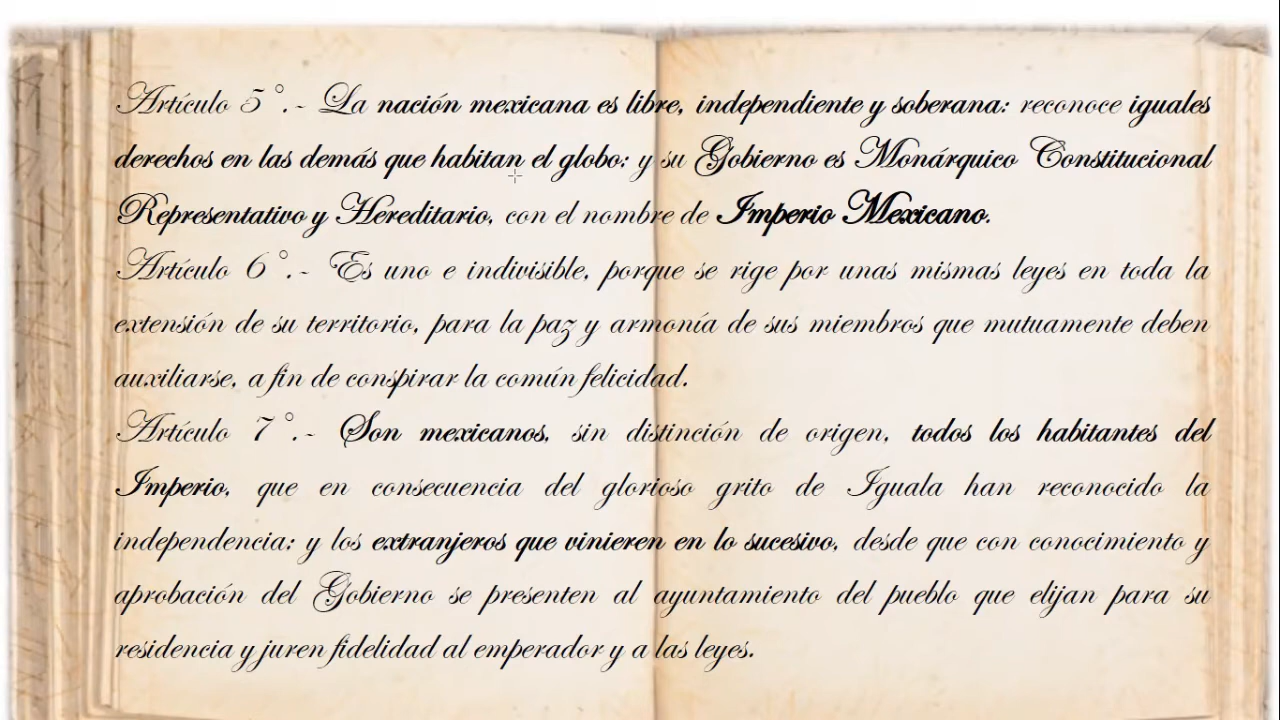 Artículo 5°.- La nación mexicana es libre, independiente y soberana: reconoce iguales
derechos en las demás que habitan el globo; y su Gobierno es Monárquico Constitucional
Representativo y Hereditario, con el nombre de Imperio Mexicano.
Artículo 6°.- Es uno e indivisible, porque se rige por unas mismas leyes en toda la
extensión de su territorio, para la paz y armonía de sus miembros que mutuamente deben
auxiliarse, a fin de conspirar la común felicidad.
Artículo 7°.- Son mexicanos, sin distinción de origen, todos los habitantes del
Imperio, que en consecuencia del glorioso grito de Iguala han reconocido la
independencia; y los extranjeros que vinieren en lo sucesivo, desde que con conocimiento y
aprobación del Gobierno se presenten al ayuntamiento del pueblo que elijan para su
residencia y juren fidelidad al emperador y a las leyes.